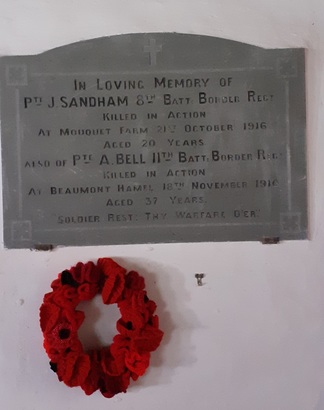 IN LOVING MEMORY OF
PTE J. SANDHAM 8TH BATT. BORDER REGT.
KILLED IN ACTION
AT MOUQUET FARM 21ST OCTOBER 1916
AGED 20 YEARS.
ALSO OF PTE A. BELL 11TH BATT. BORDER REGT.
KILLED IN ACTION
AT BEAUMONT HAMEL 18TH NOVEMBER 1916
AGED 37 YEARS.
SOLDIER REST: THY WARFARE O'ER